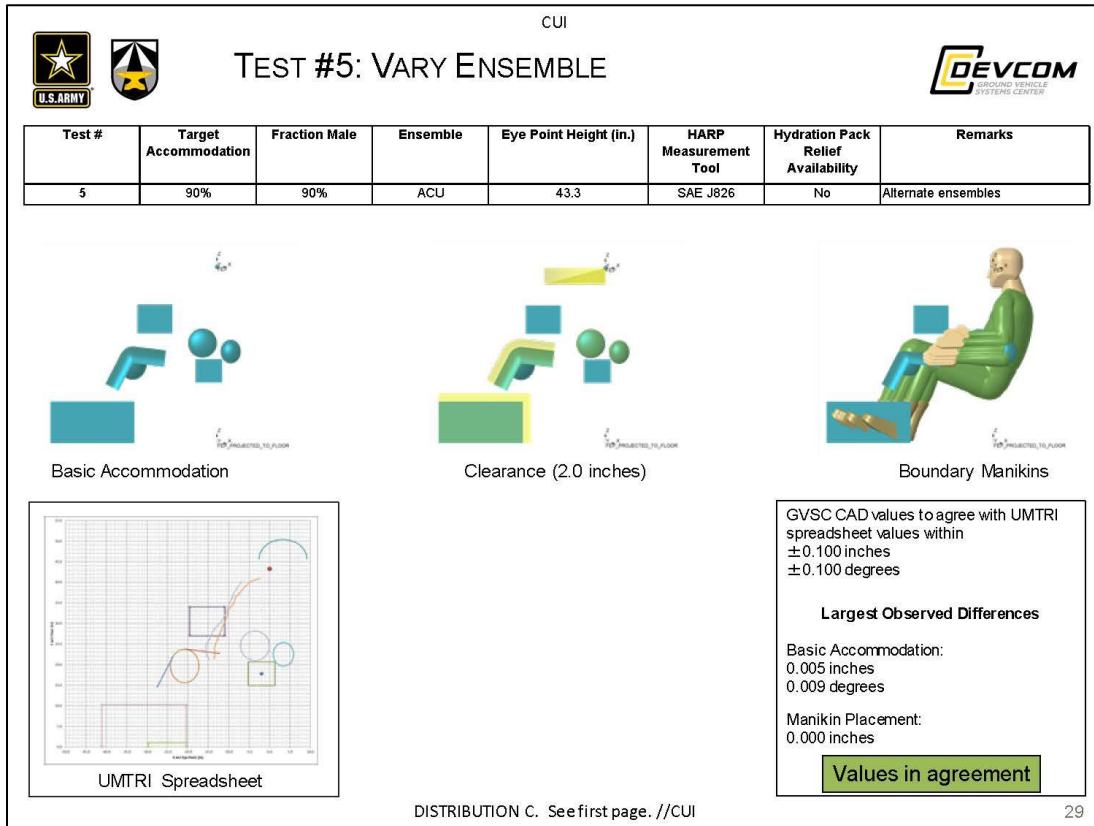 CUI
U.S.ARMY
TEST #5: VARY ENSEMBLE
DEVCOM
GROUND VEHICLE
SYSTEMS CENTER
Test # Target Accommodation Fraction Male Ensemble Eye Point Height (in.) HARP Measurement Tool Hydration Pack Relief Availability Remarks
5 90% 90% ACU 43.3 SAE J826 No Alternate ensembles
FEP_PROJECTED_TO_FLOOR
FEP_PROJECTED_TO_FLOOR
FEP_PROJECTED_TO_FLOOR
Basic Accommodation
Clearance (2.0 inches)
Boundary Manikins
UMTRI Spreadsheet
GVSC CAD values to agree with UMTRI
spreadsheet values within
±0.100 inches
±0.100 degrees
Largest Observed Differences
Basic Accommodation:
0.005 inches
0.009 degrees
Manikin Placement:
0.000 inches
Values in agreement
DISTRIBUTION C. See first page. //CUI
29